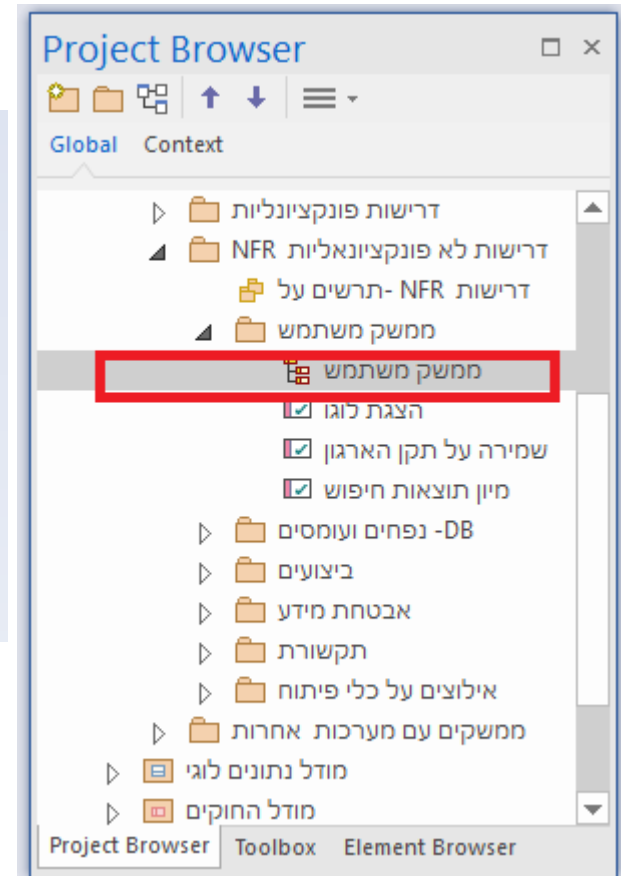 Project Browser
Global Context
דרישות פונקציונליות
דרישות לא פונקציונאליות NFR
דרישות NFR -תרשים על
ממשק משתמש
ממשק משתמש
הצגת לוגו
שמירה על תקן הארגון
מיון תוצאות חיפוש
DB- נפחים ועומסים
ביצועים
אבטחת מידע
תקשורת
אילוצים על כלי פיתוח
ממשקים עם מערכות אחרות
מודל נתונים לוגי
מודל החוקים
Project Browser Toolbox Element Browser